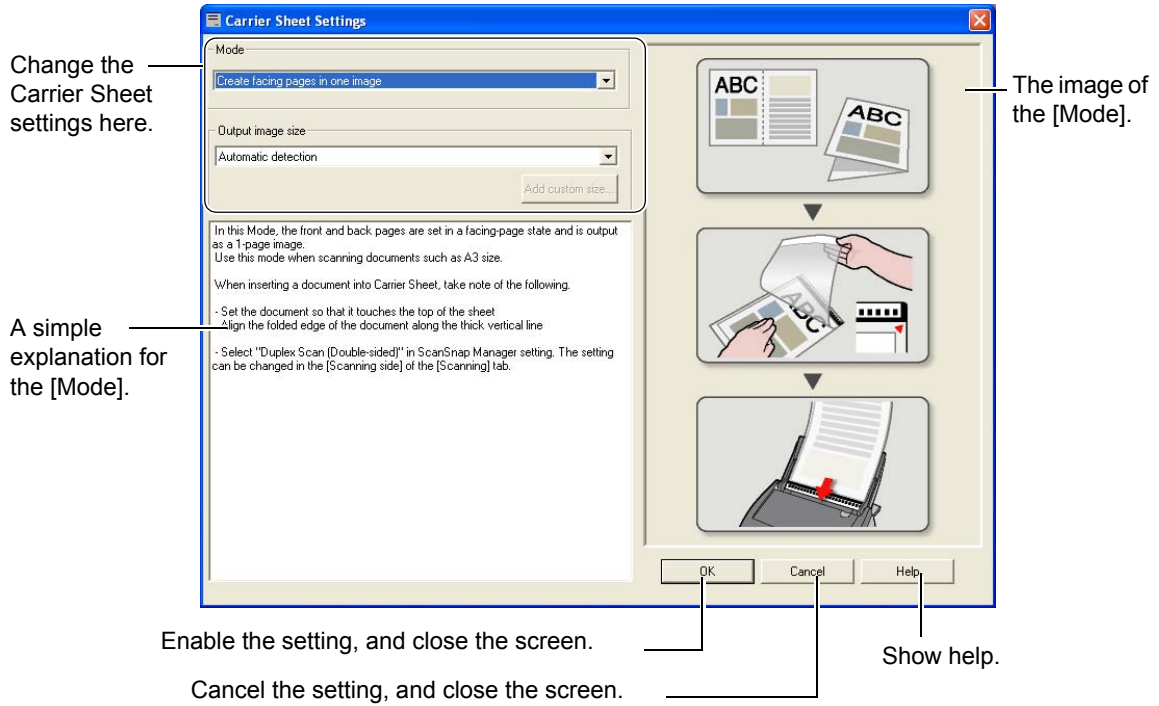 Carrier Sheet Settings
Change the
Carrier Sheet
settings here.
Mode
Create facing pages in one image
Output image size
Automatic detection
Add custom size...
The image of
the [Mode].
ABC
ABC
In this Mode, the front and back pages are set in a facing-page state and is output
as a 1-page image.
Use this mode when scanning documents such as A3 size.
When inserting a document into Carrier Sheet, take note of the following.
- Set the document so that it touches the top of the sheet
- Align the folded edge of the document along the thick vertical line
- Select "Duplex Scan (Double-sided)" in ScanSnap Manager setting. The setting
can be changed in the [Scanning side] of the [Scanning] tab.
A simple
explanation for
the [Mode].
ABC
OK
Cancel
Help
Enable the setting, and close the screen.
Show help.
Cancel the setting, and close the screen.